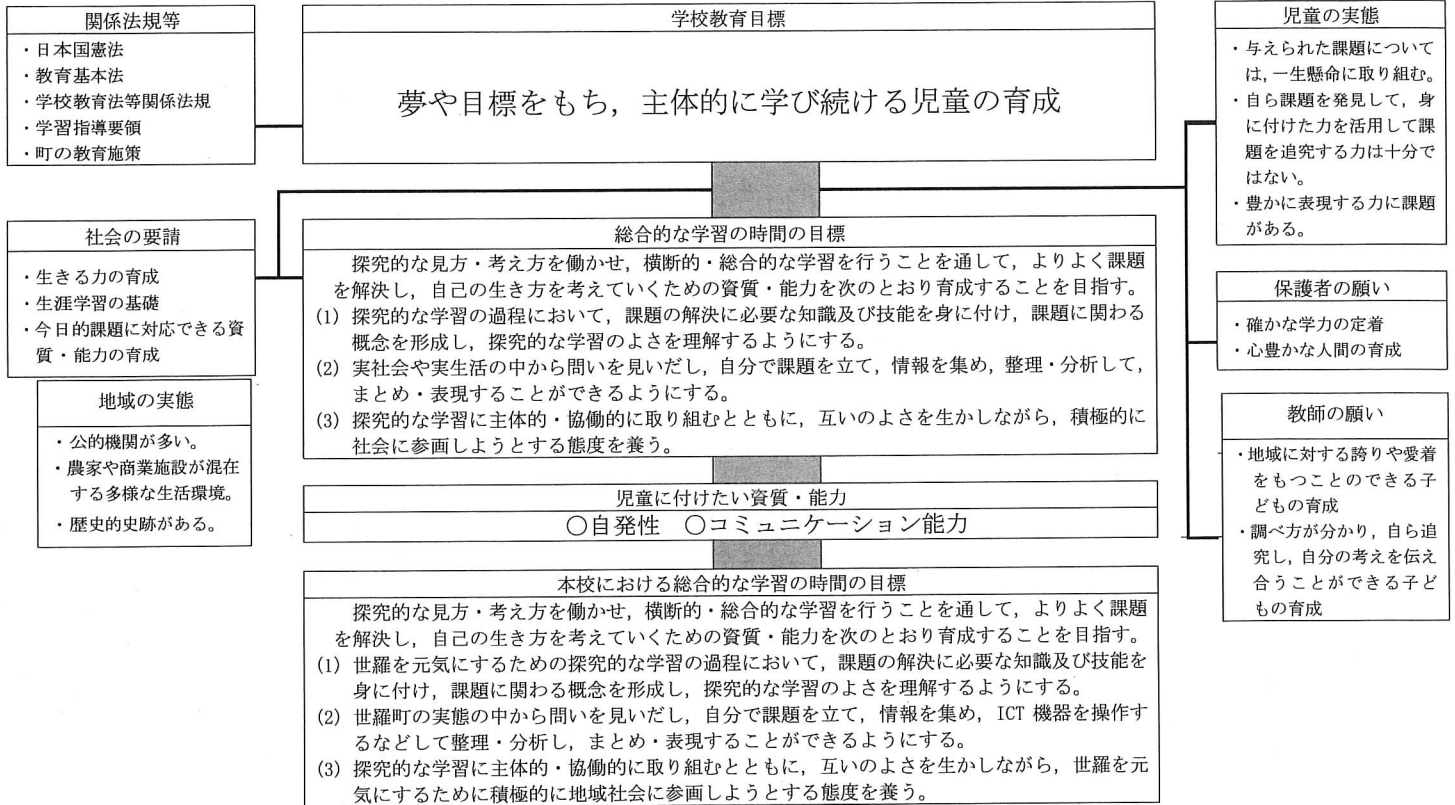 関係法規等
・日本国憲法
・教育基本法
・学校教育法等関係法規
・学習指導要領
・町の教育施策
学校教育目標
夢や目標をもち，主体的に学び続ける児童の育成
児童の実態
・与えられた課題については，一生懸命に取り組む。
・自ら課題を発見して，身に付けた力を活用して課題を追究する力は十分ではない。
・豊かに表現する力に課題がある。
社会の要請
・生きる力の育成
・生涯学習の基礎
・今日的課題に対応できる資質・能力の育成
地域の実態
・公的機関が多い。
・農家や商業施設が混在する多様な生活環境。
・歴史的史跡がある。
総合的な学習の時間の目標
探究的な見方・考え方を働かせ，横断的・総合的な学習を行うことを通して，よりよく課題
を解決し，自己の生き方を考えていくための資質・能力を次のとおり育成することを目指す。
(1) 探究的な学習の過程において，課題の解決に必要な知識及び技能を身に付け，課題に関わる
概念を形成し，探究的な学習のよさを理解するようにする。
(2) 実社会や実生活の中から問いを見いだし，自分で課題を立て，情報を集め，整理・分析して，
まとめ・表現することができるようにする。
(3) 探究的な学習に主体的・協働的に取り組むとともに，互いのよさを生かしながら，積極的に
社会に参画しようとする態度を養う。
保護者の願い
・確かな学力の定着
・心豊かな人間の育成
教師の願い
・地域に対する誇りや愛着をもつことのできる子どもの育成
・調べ方が分かり，自ら追究し，自分の考えを伝え合うことができる子どもの育成
児童に付けたい資質・能力
〇自発性　〇コミュニケーション能力
本校における総合的な学習の時間の目標
探究的な見方・考え方を働かせ，横断的・総合的な学習を行うことを通して，よりよく課題
を解決し，自己の生き方を考えていくための資質・能力を次のとおり育成することを目指す。
(1) 世羅を元気にするための探究的な学習の過程において，課題の解決に必要な知識及び技能を
身に付け，課題に関わる概念を形成し，探究的な学習のよさを理解するようにする。
(2) 世羅町の実態の中から問いを見いだし，自分で課題を立て，情報を集め，ICT 機器を操作す
るなどして整理・分析し，まとめ・表現することができるようにする。
(3) 探究的な学習に主体的・協働的に取り組むとともに，互いのよさを生かしながら，世羅を元
気にするために積極的に地域社会に参画しようとする態度を養う。